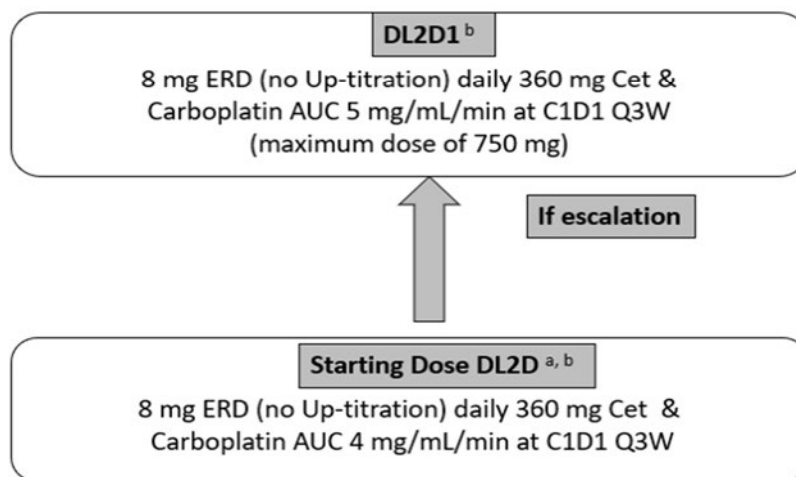 DL2D1 b
8 mg ERD (no Up-titration) daily 360 mg Cet &
Carboplatin AUC 5 mg/mL/min at C1D1 Q3W
(maximum dose of 750 mg)
If escalation
Starting Dose DL2D a, b
8 mg ERD (no Up-titration) daily 360 mg Cet &
Carboplatin AUC 4 mg/mL/min at C1D1 Q3W